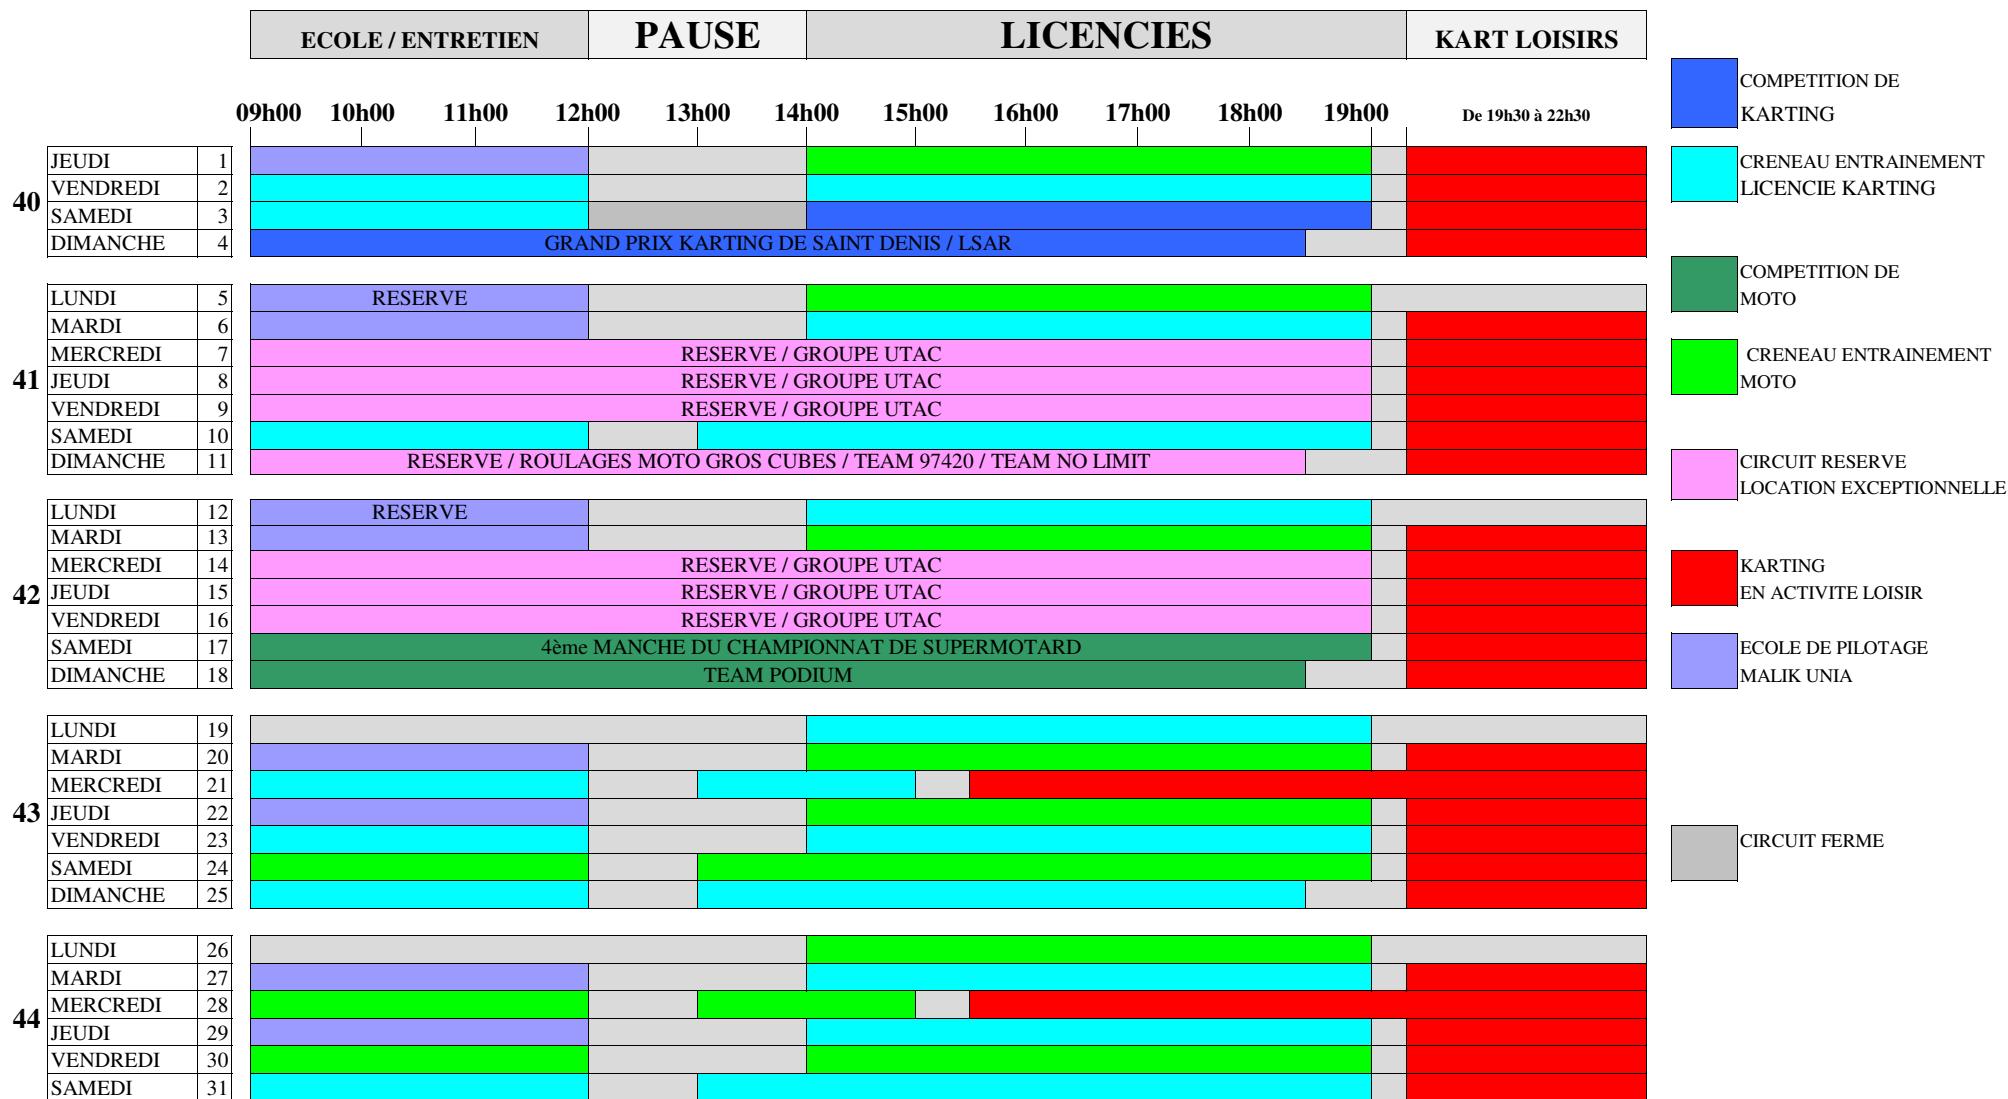 ECOLE / ENTRETIEN PAUSE LICENCIES KART LOISIRS
09h00 10h00 11h00 12h00 13h00 14h00 15h00 16h00 17h00 18h00 19h00 De 19h30 à 22h30
40
JEUDI 1
VENDREDI 2
SAMEDI 3
DIMANCHE 4 GRAND PRIX KARTING DE SAINT DENIS / LSAR
41
LUNDI 5 RESERVE
MARDI 6
MERCREDI 7 RESERVE / GROUPE UTAC
JEUDI 8 RESERVE / GROUPE UTAC
VENDREDI 9 RESERVE / GROUPE UTAC
SAMEDI 10
DIMANCHE 11 RESERVE / ROULAGES MOTO GROS CUBES / TEAM 97420 / TEAM NO LIMIT
42
LUNDI 12 RESERVE
MARDI 13
MERCREDI 14 RESERVE / GROUPE UTAC
JEUDI 15 RESERVE / GROUPE UTAC
VENDREDI 16 RESERVE / GROUPE UTAC
SAMEDI 17 4ème MANCHE DU CHAMPIONNAT DE SUPERMOTARD
DIMANCHE 18 TEAM PODIUM
43
LUNDI 19
MARDI 20
MERCREDI 21
JEUDI 22
VENDREDI 23
SAMEDI 24
DIMANCHE 25
44
LUNDI 26
MARDI 27
MERCREDI 28
JEUDI 29
VENDREDI 30
SAMEDI 31
COMPETITION DE
KARTING
CRENEAU ENTRAINEMENT
LICENCIE KARTING
COMPETITION DE
MOTO
CRENEAU ENTRAINEMENT
MOTO
CIRCUIT RESERVE
LOCATION EXCEPTIONNELLE
KARTING
EN ACTIVITE LOISIR
ECOLE DE PILOTAGE
MALIK UNIA
CIRCUIT FERME